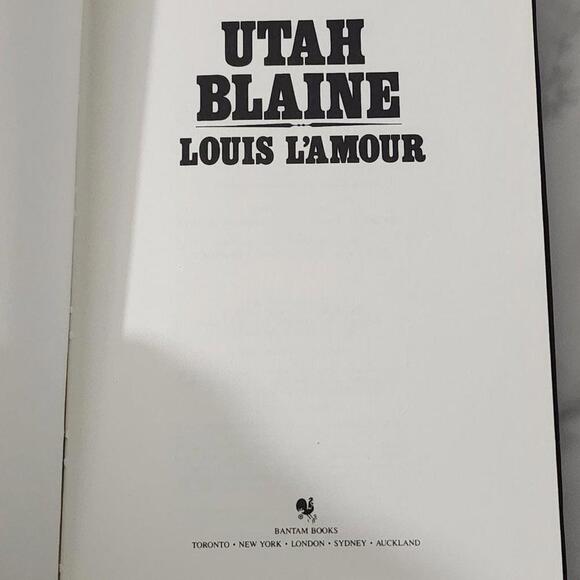 UTAH
BLAINE
LOUIS L'AMOUR
BANTAM BOOKS
TORONTO • NEW YORK • LONDON • SYDNEY • AUCKLAND